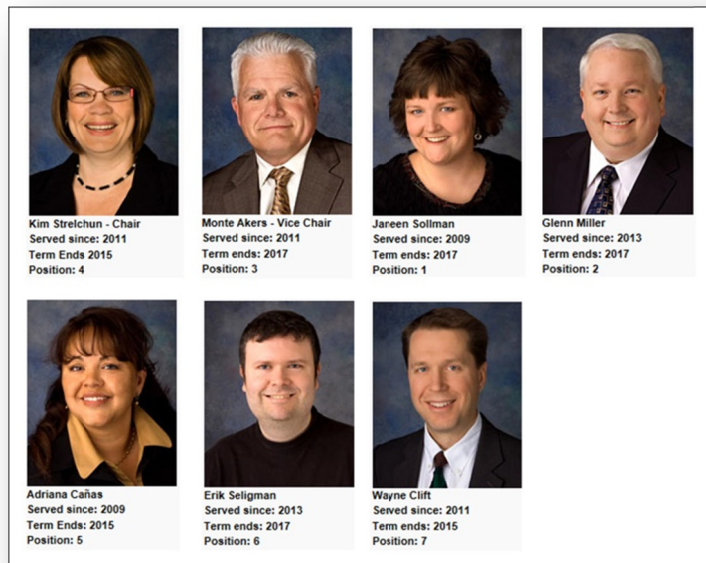 Kim Strelchun - Chair
Served since: 2011
Term Ends 2015
Position: 4
Monte Akers - Vice Chair
Served since: 2011
Term ends: 2017
Position: 3
Jareen Sollman
Served since: 2009
Term ends: 2017
Position: 1
Glenn Miller
Served since: 2013
Term ends: 2017
Position: 2
Adriana Cañas
Served since: 2009
Term Ends: 2015
Position: 5
Erik Seligman
Served since: 2013
Term ends: 2017
Position: 6
Wayne Clift
Served since: 2011
Term ends: 2015
Position: 7